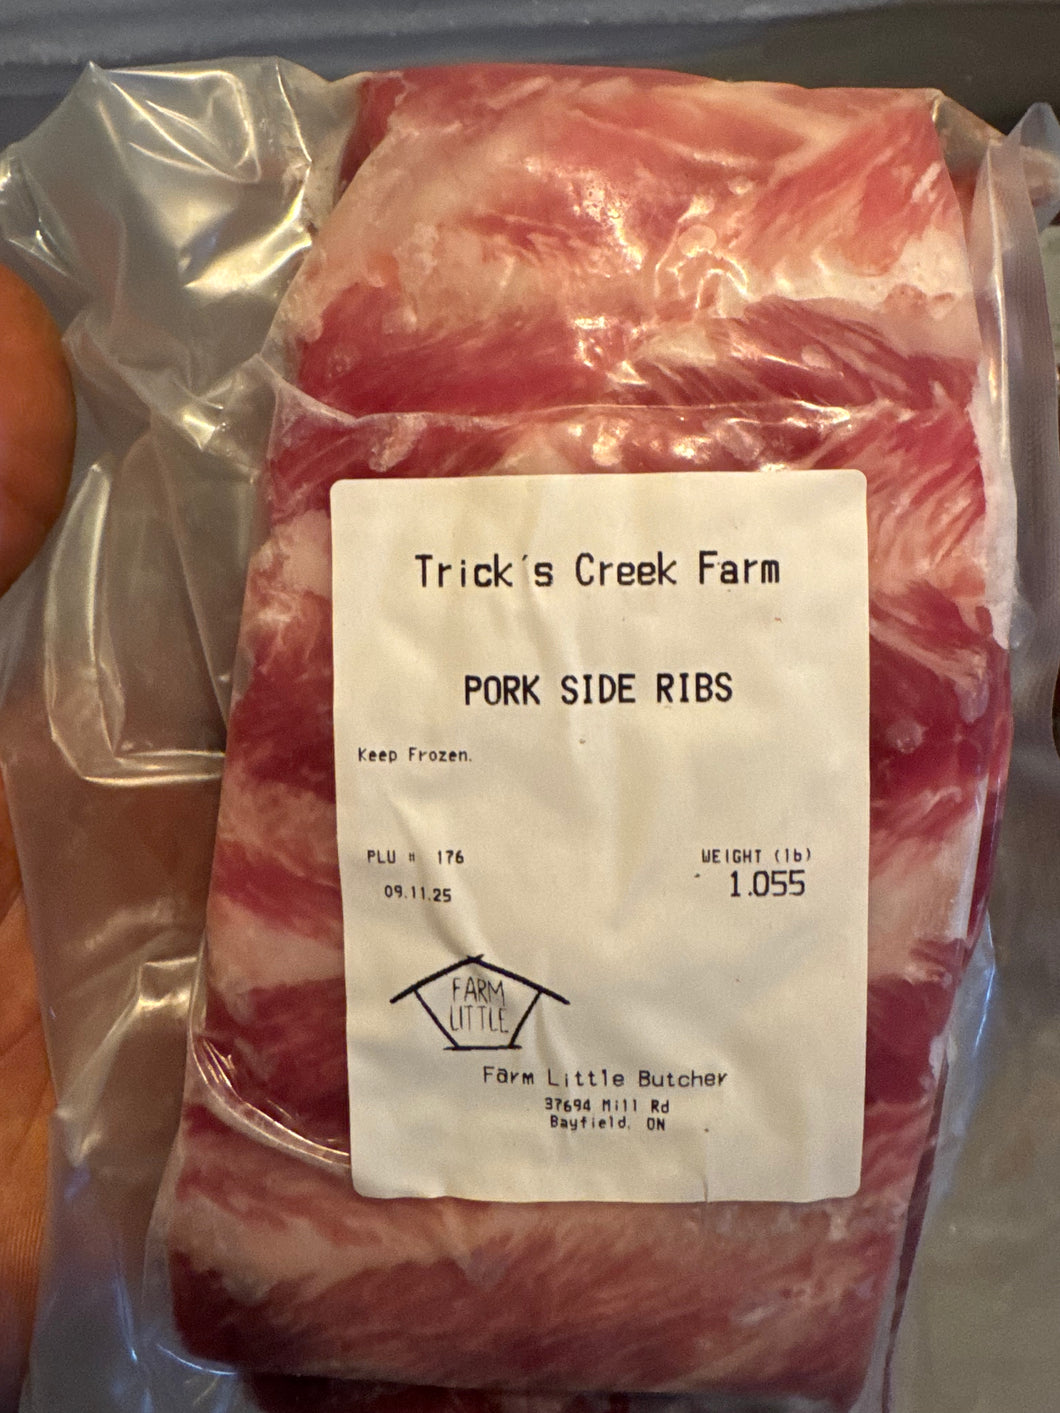 Trick's Creek Farm
PORK SIDE RIBS
Keep Frozen.
PLU # 176
WEIGHT (lb)
09.11.25
1.055
FARM
LITTLE
Farm Little Butcher
37694 Mill Rd
Bayfield, ON